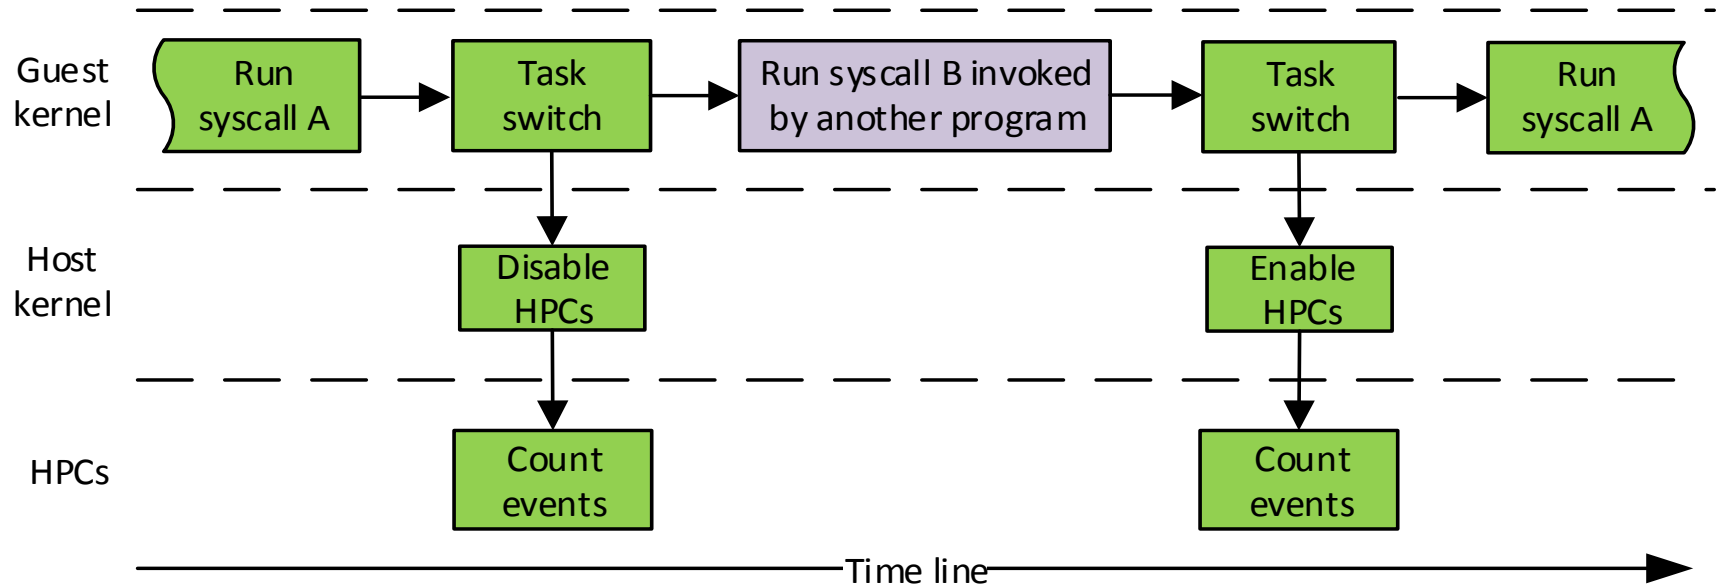 Guest
kernel
Run
syscall A
Task
switch
Run syscall B invoked
by another program
Task
switch
Run
syscall A
Host
kernel
Disable
HPCs
Enable
HPCs
HPCs
Count
events
Count
events
Time line